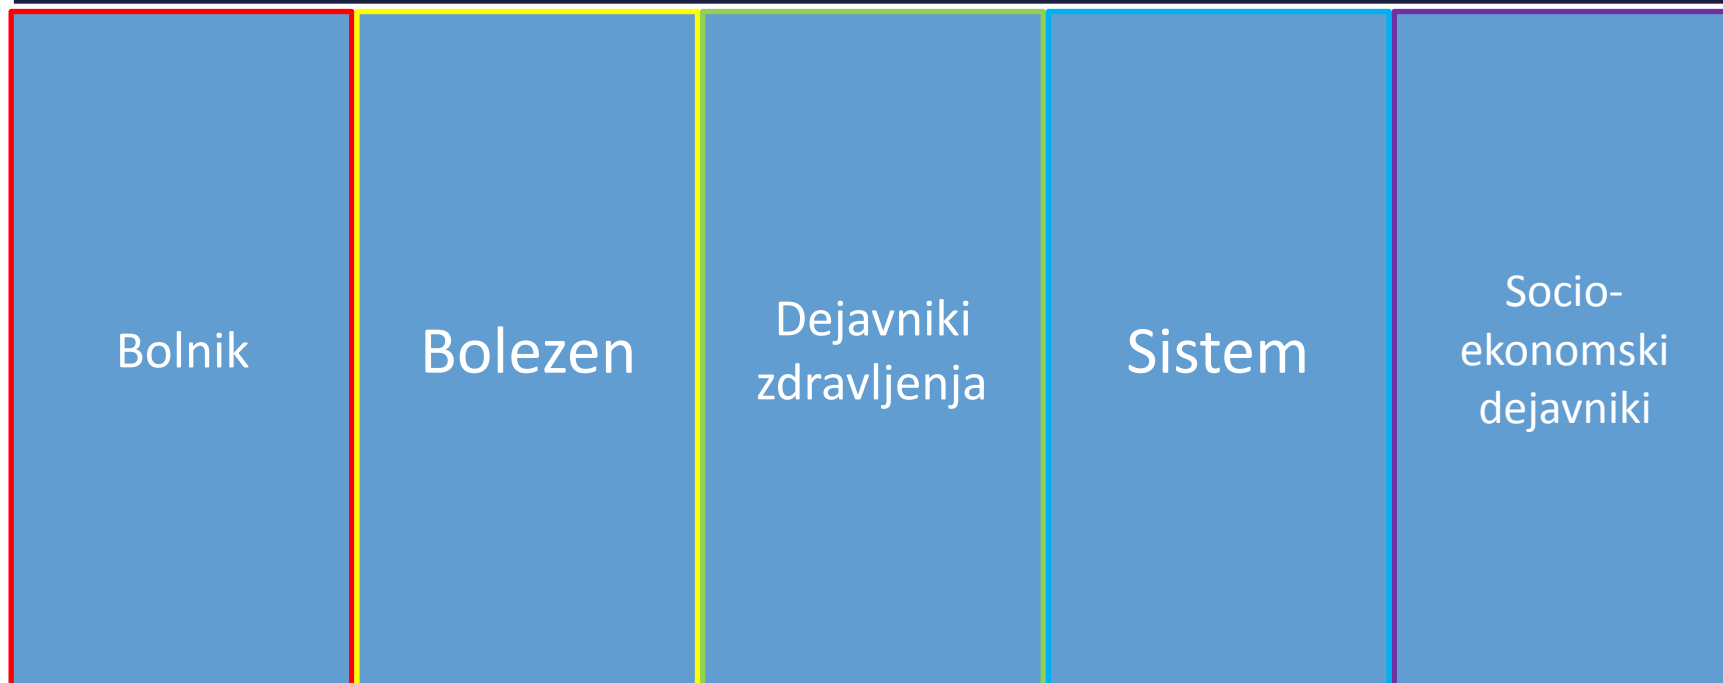 Bolnik
Bolezen
Dejavniki
zdravljenja
Sistem
Socio-
ekonomski
dejavniki